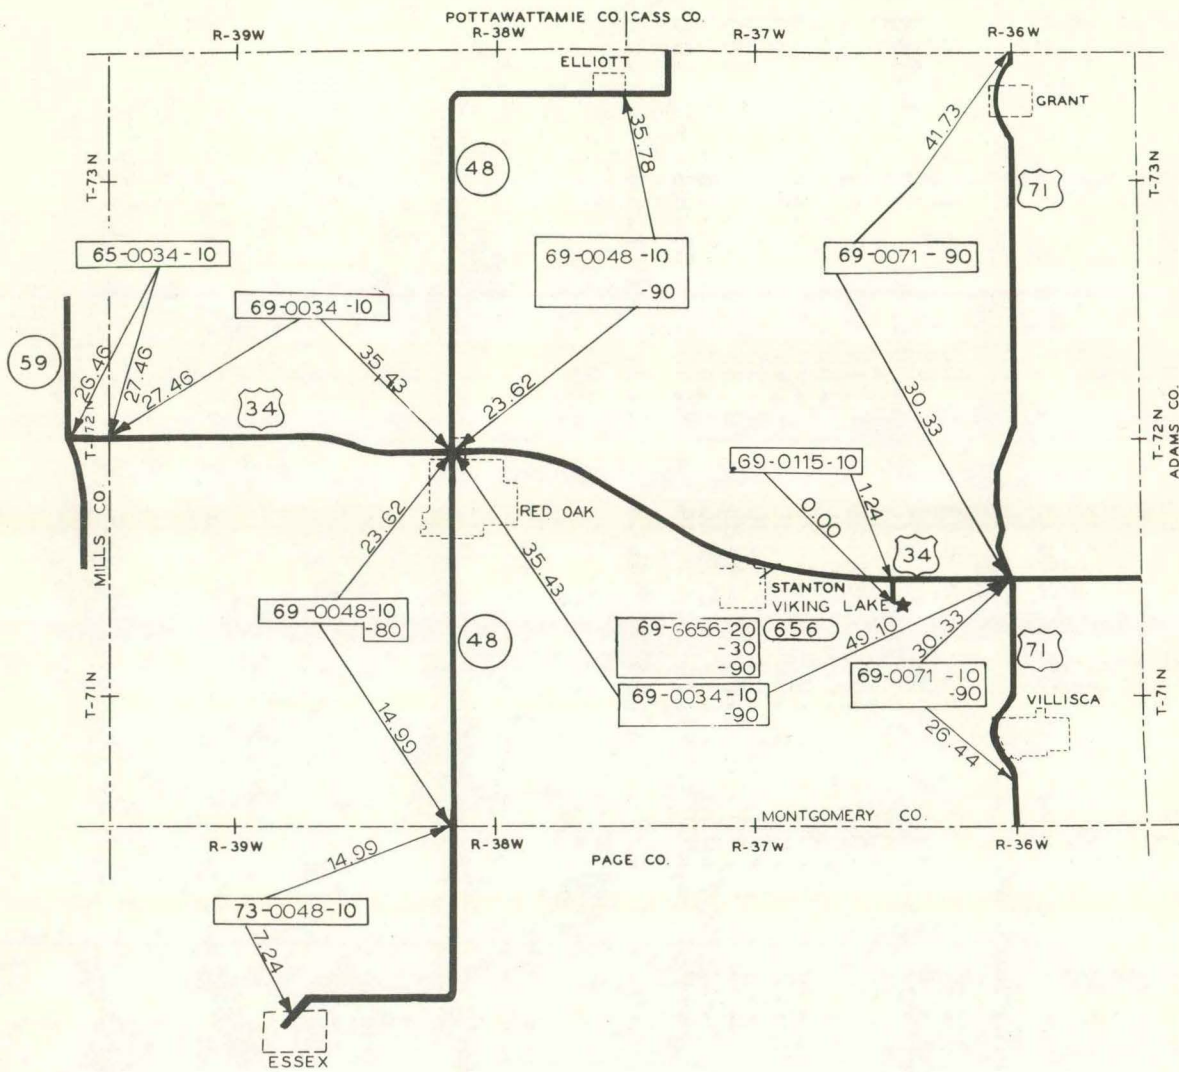 POTTAWATTAMIE CO. CASS CO.
R-39W
R-38W
R-37W
R-36W
ELLIOTT
GRANT
35.78
41.73
48
T-73N
T-73N
71
65-0034-10
69-0048-10
-90
69-0071-90
69-0034-10
59
26.46
27.46
27.46
35.43
23.62
30.33
34
T-72N
T-72N
ADAMS CO.
69-0115-10
1.24
0.00
RED OAK
MILLS CO.
23.62
35.43
34
STANTON
VIKING LAKE
69-0048-10
-80
48
69-6656-20
-30
-90
656
49.10
30.33
71
69-0071-10
-90
69-0034-10
-90
T-71N
T-71N
VILLISCA
14.99
26.44
MONTGOMERY CO.
R-39W
R-38W
R-37W
R-36W
PAGE CO.
14.99
73-0048-10
7.24
ESSEX